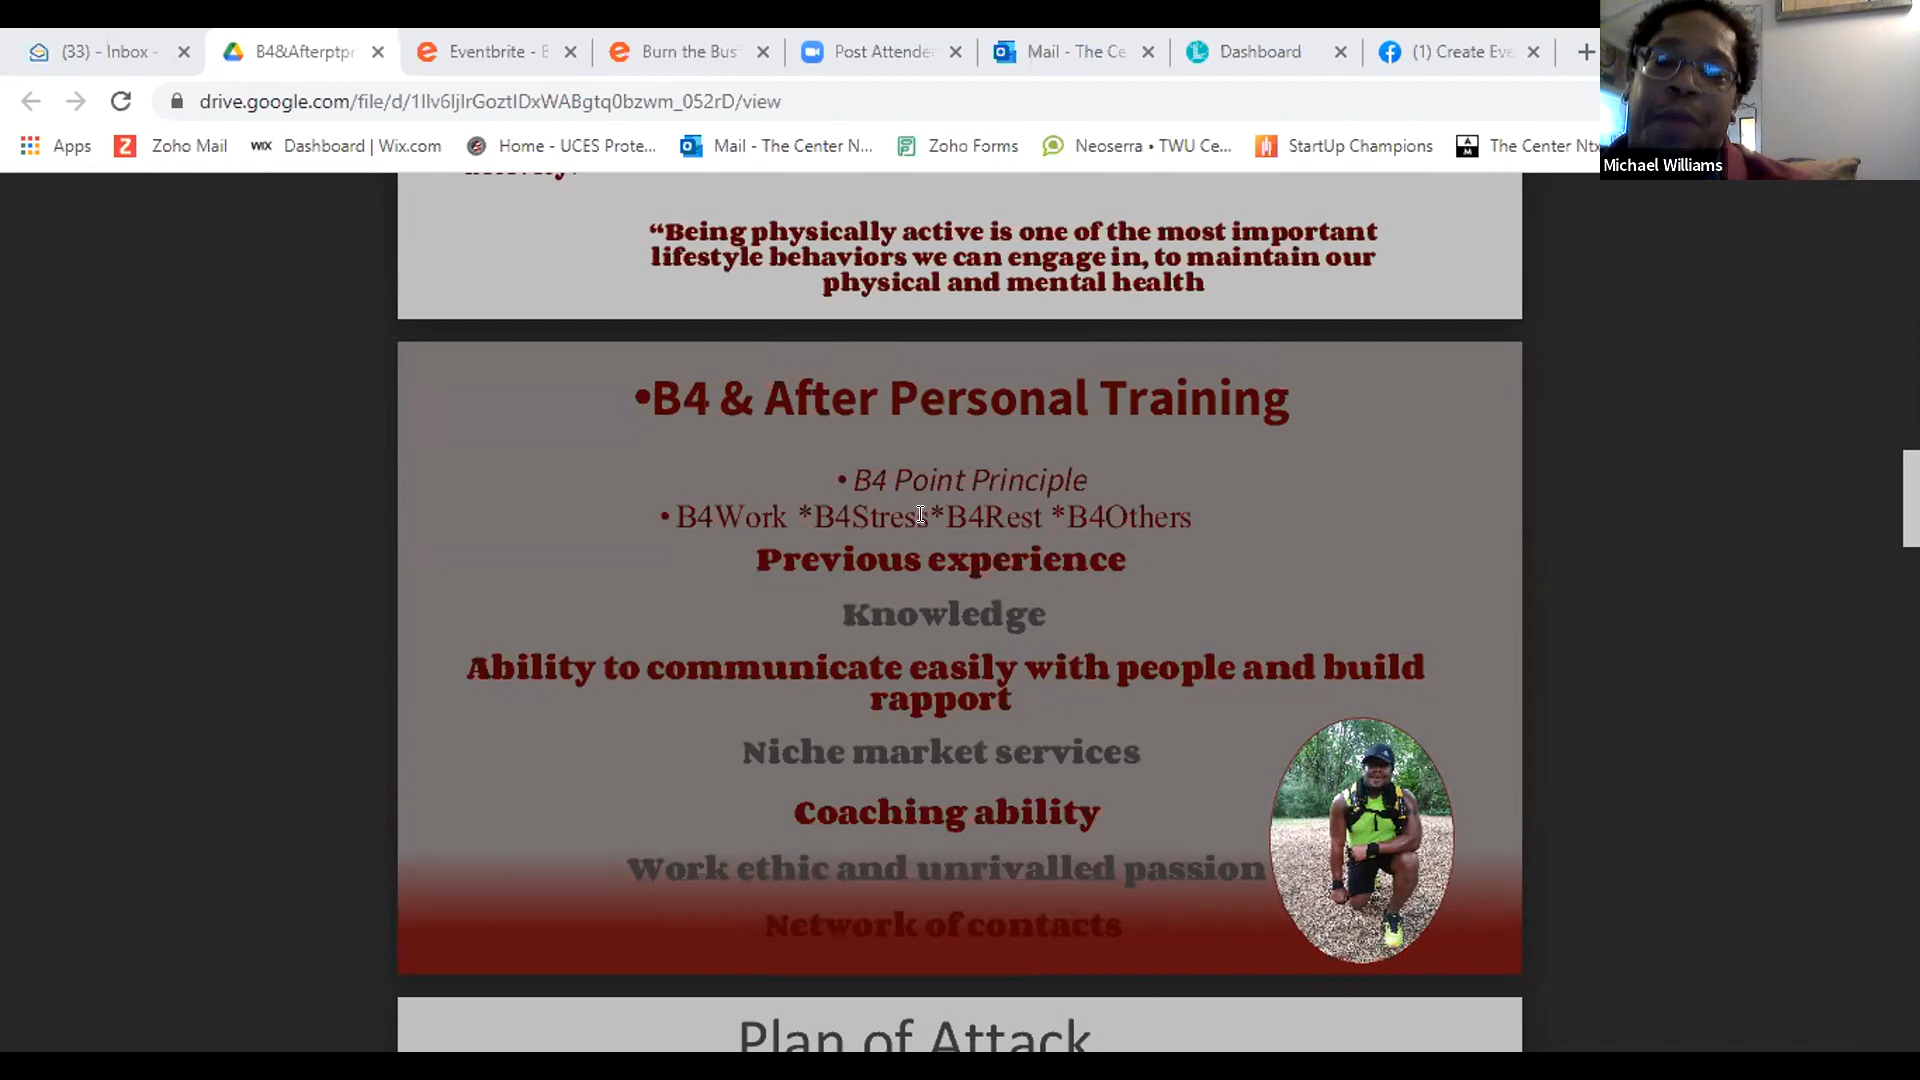 (33) - Inbox -
B4&Afterptpr
Eventbrite - E
Burn the Bus
Post Attende
Mail - The Ce
Dashboard
(1) Create Eve
drive.google.com/file/d/1Ilv6ljIrGoztIDxWABgtq0bzwm_052rD/view
Apps
Zoho Mail
WIX Dashboard | Wix.com
Home - UCES Prote...
Mail - The Center N...
Zoho Forms
Neoserra • TWU Ce...
StartUp Champions
AM The Center Ntx
Michael Williams
“Being physically active is one of the most important
lifestyle behaviors we can engage in, to maintain our
physical and mental health
•B4 & After Personal Training
• B4 Point Principle
• B4Work *B4Stress*B4Rest *B4Others
Previous experience
Knowledge
Ability to communicate easily with people and build
rapport
Niche market services
Coaching ability
Work ethic and unrivalled passion
Network of contacts
Plan of Attack